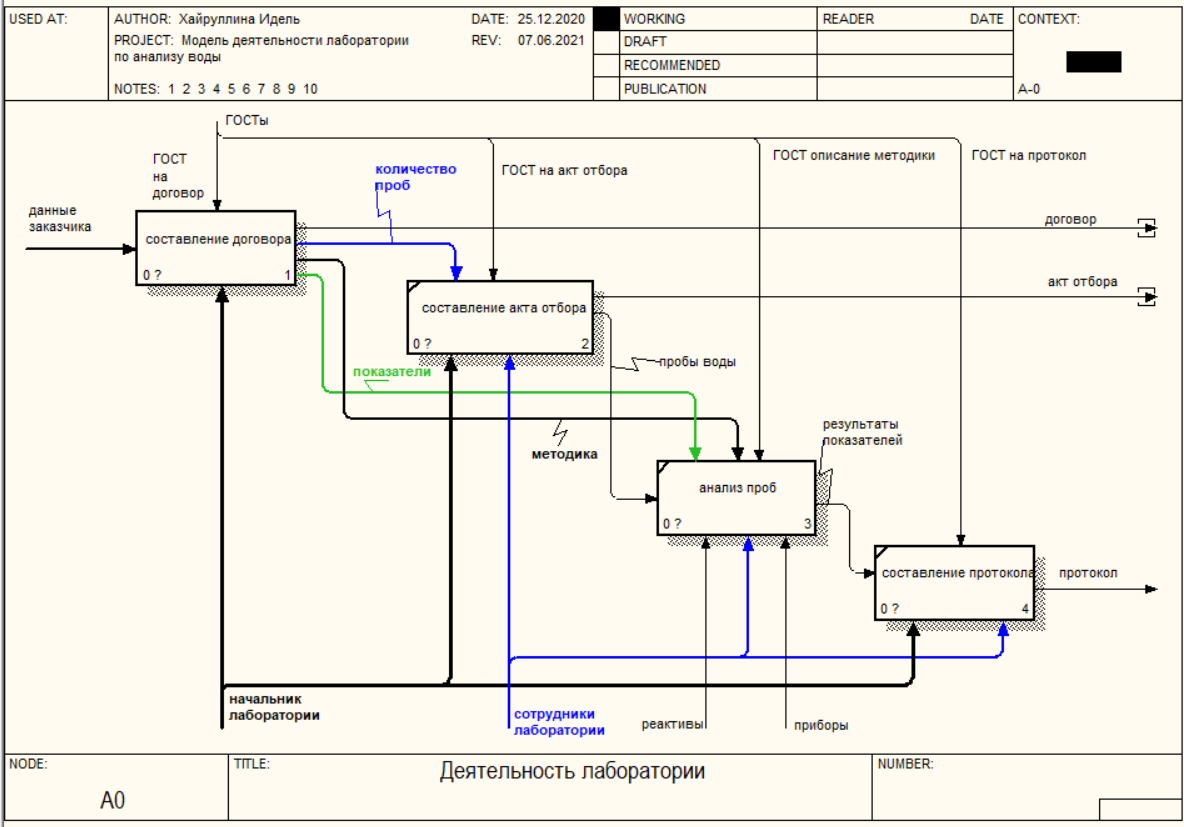 USED AT:
AUTHOR: Хайруллина Идель
DATE: 25.12.2020
PROJECT: Модель деятельности лаборатории
по анализу воды
REV: 07.06.2021
NOTES: 1 2 3 4 5 6 7 8 9 10
WORKING
DRAFT
RECOMMENDED
PUBLICATION
READER
DATE
CONTEXT:
A-0
ГОСТы
ГОСТ
на
договор
количество
проб
ГОСТ на акт отбора
ГОСТ описание методики
ГОСТ на протокол
данные
заказчика
составление договора
0 ?
1
договор
акт отбора
составление акта отбора
0 ?
2
показатели
пробы воды
методика
результаты
показателей
анализ проб
0 ?
3
составление протокола
0 ?
4
протокол
начальник
лаборатории
сотрудники
лаборатории
реактивы
приборы
NODE:
A0
TITLE:
Деятельность лаборатории
NUMBER: